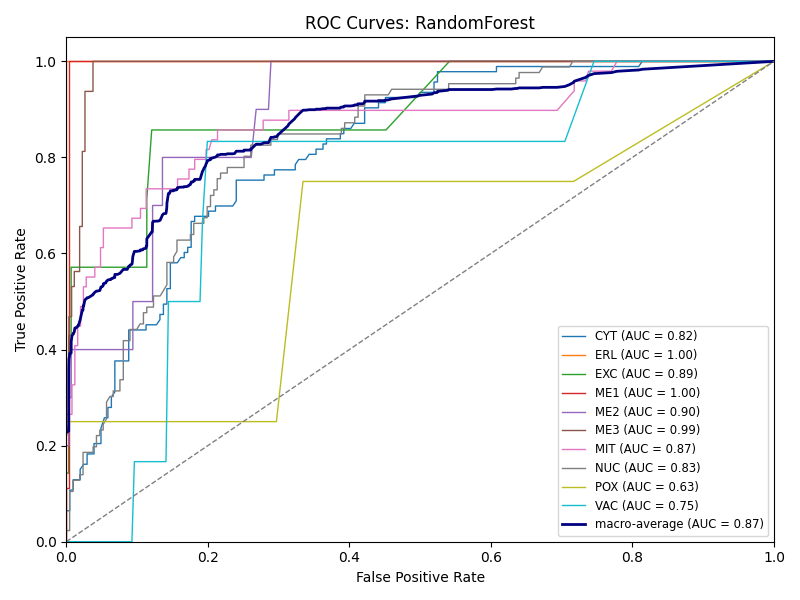 ROC Curves: RandomForest
True Positive Rate
1.0
0.8
0.6
0.4
0.2
0.0
0.0 0.2 0.4 0.6 0.8 1.0
False Positive Rate
CYT (AUC = 0.82)
ERL (AUC = 1.00)
EXC (AUC = 0.89)
ME1 (AUC = 1.00)
ME2 (AUC = 0.90)
ME3 (AUC = 0.99)
MIT (AUC = 0.87)
NUC (AUC = 0.83)
POX (AUC = 0.63)
VAC (AUC = 0.75)
macro-average (AUC = 0.87)